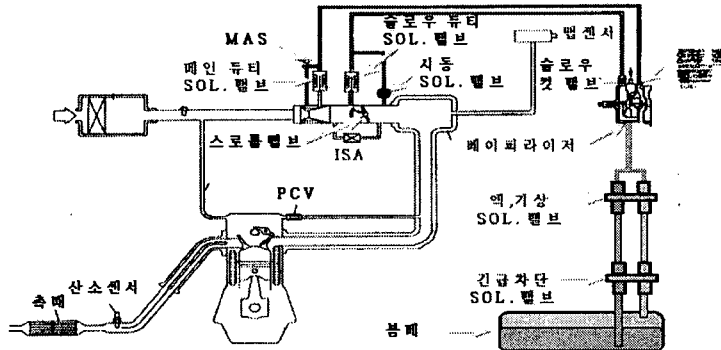 슬로우 듀티
SOL.밸브
MAS
메인 듀티
SOL.밸브
시동
SOL.밸브
맵센서
슬로우
컷 밸브
스로틀밸브
ISA
베이퍼라이저
PCV
액,기상
SOL.밸브
산소센서
촉매
긴급차단
SOL.밸브
봄베